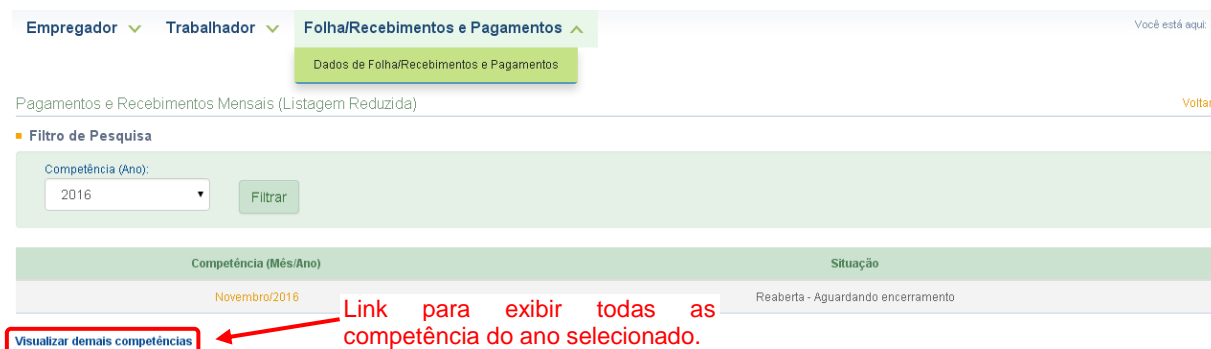 Empregador Trabalhador Folha/Recebimentos e Pagamentos Você está aqui:
Dados de Folha/Recebimentos e Pagamentos
Pagamentos e Recebimentos Mensais (Listagem Reduzida) Voltar
Filtro de Pesquisa
Competência (Ano):
2016 Filtrar
Competência (Mês/Ano) Situação
Novembro/2016 Reaberta - Aguardando encerramento
Link para exibir todas as
competência do ano selecionado.
Visualizar demais competências